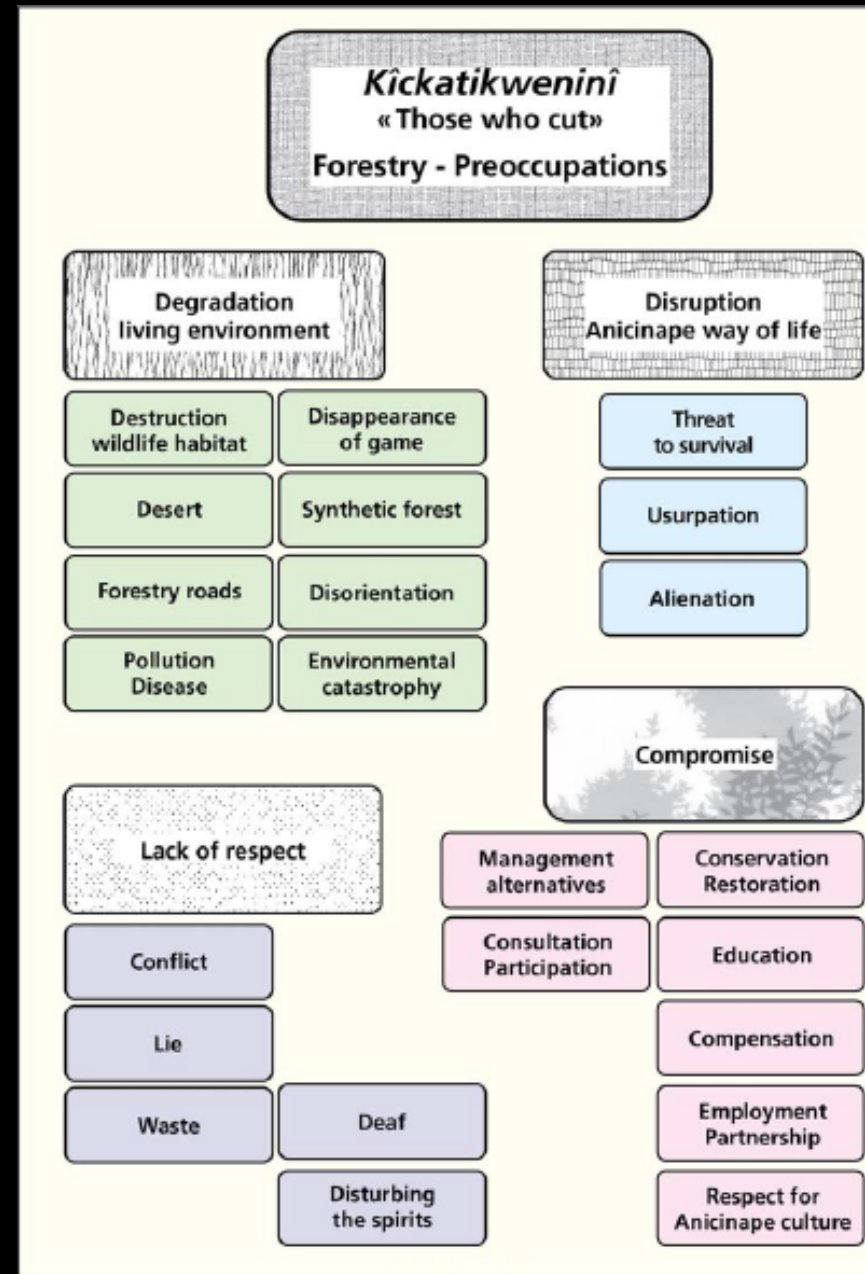 Kîckatikweninî
« Those who cut»
Forestry - Preoccupations
Degradation
living environment
Destruction
wildlife habitat
Disappearance
of game
Desert
Synthetic forest
Forestry roads
Disorientation
Pollution
Disease
Environmental
catastrophy
Disruption
Anicinape way of life
Threat
to survival
Usurpation
Alienation
Lack of respect
Conflict
Lie
Waste
Deaf
Disturbing
the spirits
Compromise
Management
alternatives
Conservation
Restoration
Consultation
Participation
Education
Compensation
Employment
Partnership
Respect for
Anicinape culture